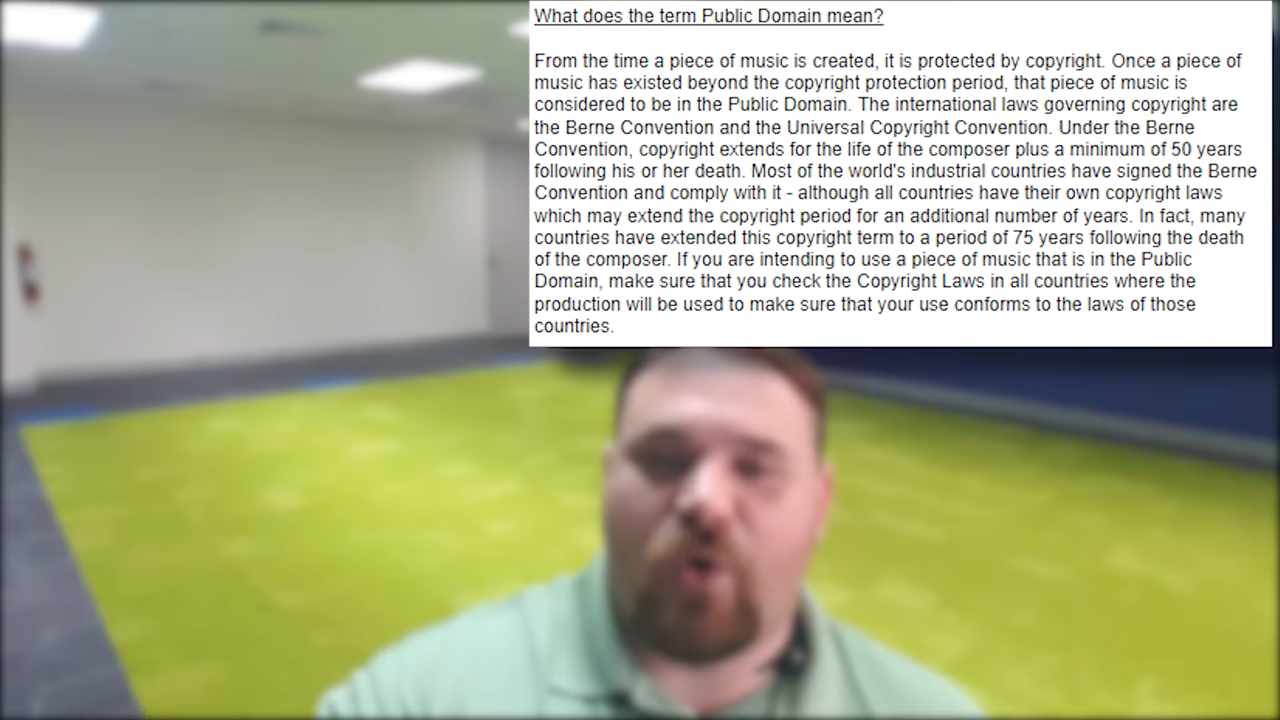 What does the term Public Domain mean?
From the time a piece of music is created, it is protected by copyright. Once a piece of
music has existed beyond the copyright protection period, that piece of music is
considered to be in the Public Domain. The international laws governing copyright are
the Berne Convention and the Universal Copyright Convention. Under the Berne
Convention, copyright extends for the life of the composer plus a minimum of 50 years
following his or her death. Most of the world's industrial countries have signed the Berne
Convention and comply with it - although all countries have their own copyright laws
which may extend the copyright period for an additional number of years. In fact, many
countries have extended this copyright term to a period of 75 years following the death
of the composer. If you are intending to use a piece of music that is in the Public
Domain, make sure that you check the Copyright Laws in all countries where the
production will be used to make sure that your use conforms to the laws of those
countries.